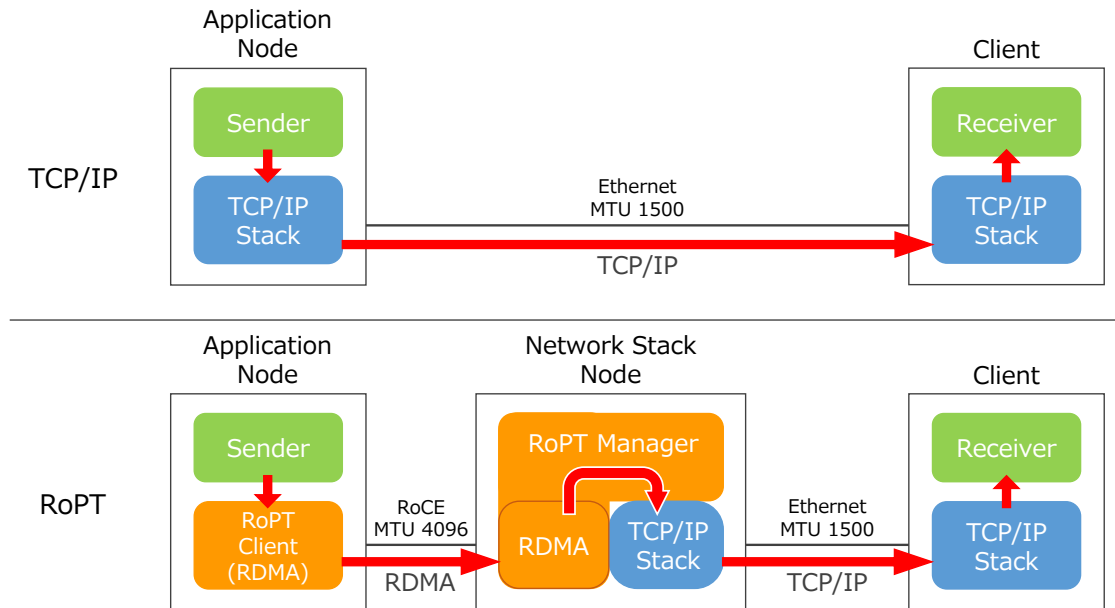 Application
Node
Client
Sender
Receiver
TCP/IP
TCP/IP
Stack
Ethernet
MTU 1500
TCP/IP
Stack
TCP/IP
Application
Node
Network Stack
Node
Client
Sender
RoPT Manager
Receiver
RoPT
RoPT
Client
(RDMA)
RoCE
MTU 4096
RDMA
RDMA
TCP/IP
Stack
Ethernet
MTU 1500
TCP/IP
TCP/IP
Stack